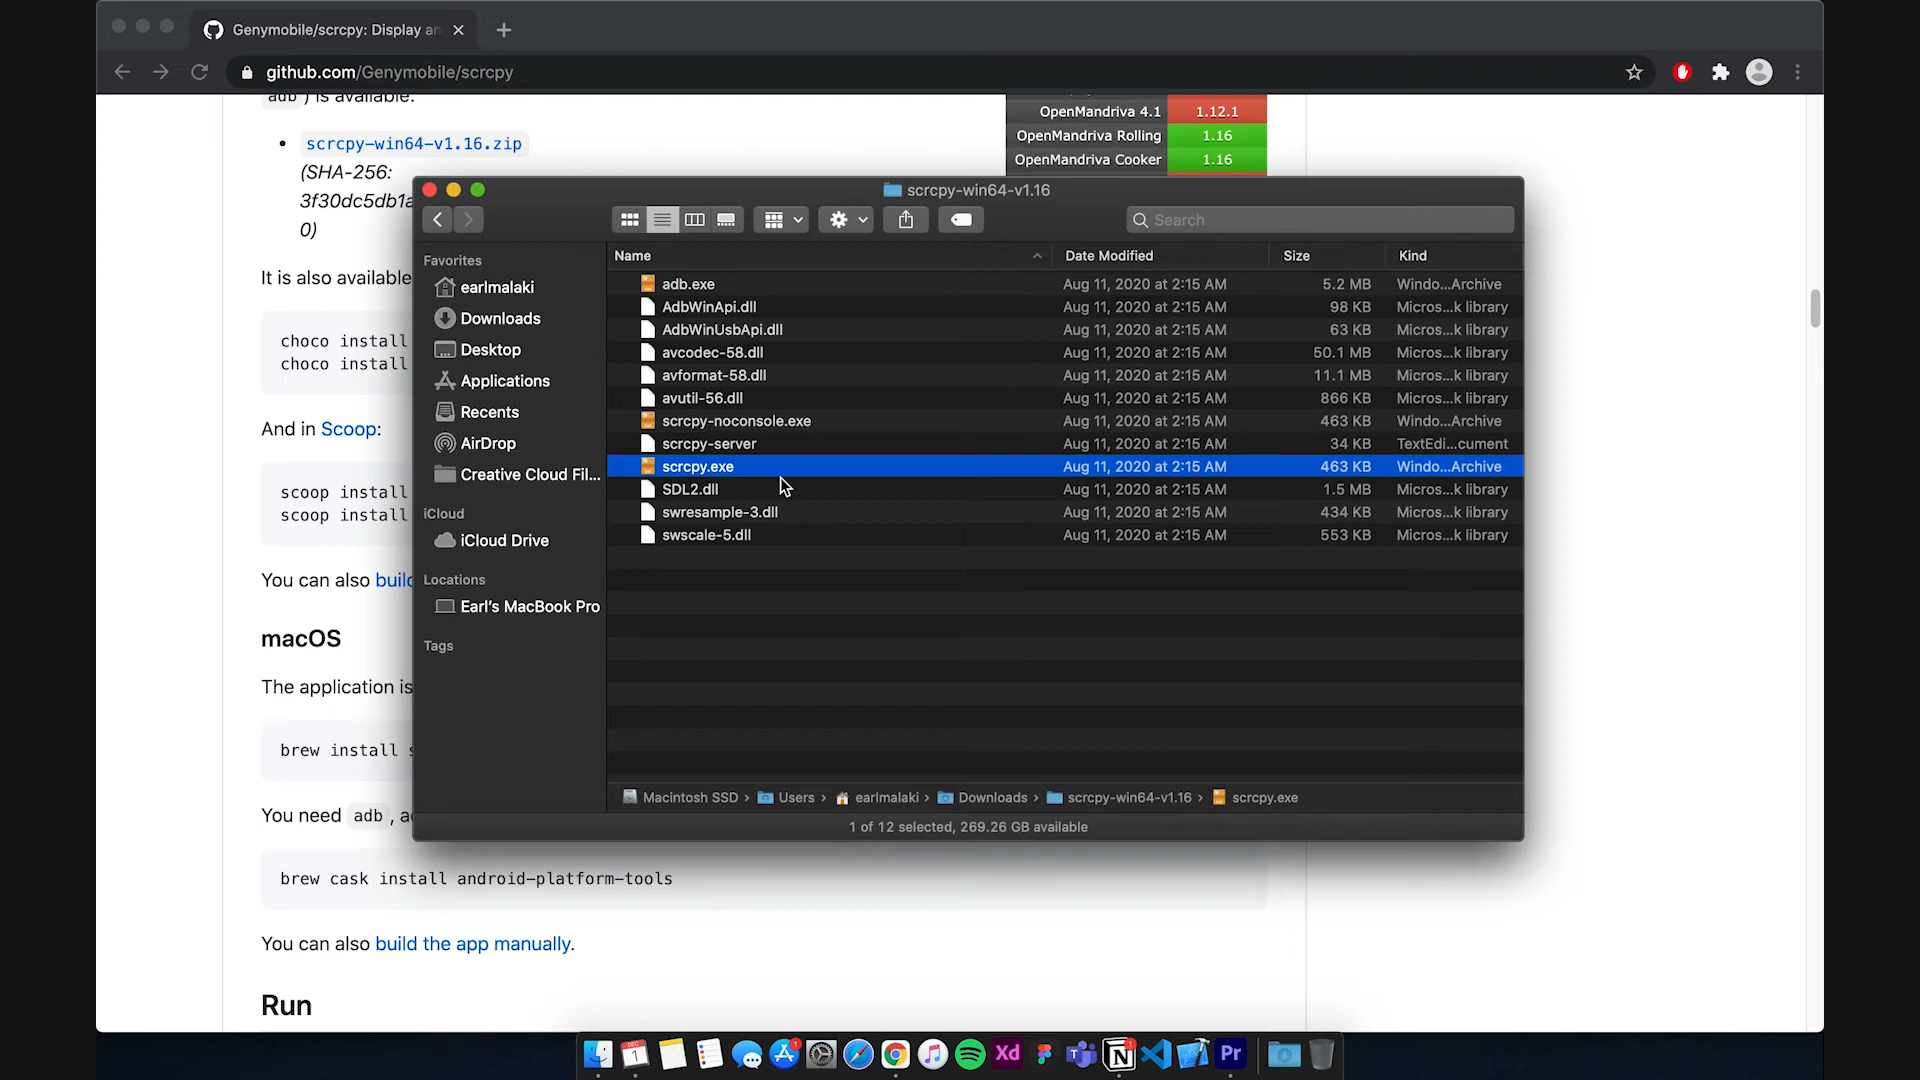 Genymobile/scrcpy: Display an
github.com/Genymobile/scrcpy
adb ) is available.
scrcpy-win64-v1.16.zip
(SHA-256:
3f30dc5db1a
0)
It is also available
choco install
choco install
And in Scoop:
scoop install
scoop install
You can also build
macOS
The application is
brew install s
You need adb , ac
brew cask install android-platform-tools
You can also build the app manually.
Run
OpenMandriva 4.1 1.12.1
OpenMandriva Rolling 1.16
OpenMandriva Cooker 1.16
scrcpy-win64-v1.16
Search
Favorites
earlmalaki
Downloads
Desktop
Applications
Recents
AirDrop
Creative Cloud Fil...
iCloud
iCloud Drive
Locations
Earl's MacBook Pro
Tags
Name Date Modified Size Kind
adb.exe Aug 11, 2020 at 2:15 AM 5.2 MB Windo...Archive
AdbWinApi.dll Aug 11, 2020 at 2:15 AM 98 KB Micros...k library
AdbWinUsbApi.dll Aug 11, 2020 at 2:15 AM 63 KB Micros...k library
avcodec-58.dll Aug 11, 2020 at 2:15 AM 50.1 MB Micros...k library
avformat-58.dll Aug 11, 2020 at 2:15 AM 11.1 MB Micros...k library
avutil-56.dll Aug 11, 2020 at 2:15 AM 866 KB Micros...k library
scrcpy-noconsole.exe Aug 11, 2020 at 2:15 AM 463 KB Windo...Archive
scrcpy-server Aug 11, 2020 at 2:15 AM 34 KB TextEdi...cument
scrcpy.exe Aug 11, 2020 at 2:15 AM 463 KB Windo...Archive
SDL2.dll Aug 11, 2020 at 2:15 AM 1.5 MB Micros...k library
swresample-3.dll Aug 11, 2020 at 2:15 AM 434 KB Micros...k library
swscale-5.dll Aug 11, 2020 at 2:15 AM 553 KB Micros...k library
Macintosh SSD › Users › earlmalaki › Downloads › scrcpy-win64-v1.16 › scrcpy.exe
1 of 12 selected, 269.26 GB available
DEC 1 1 Xd T N 1 Pr